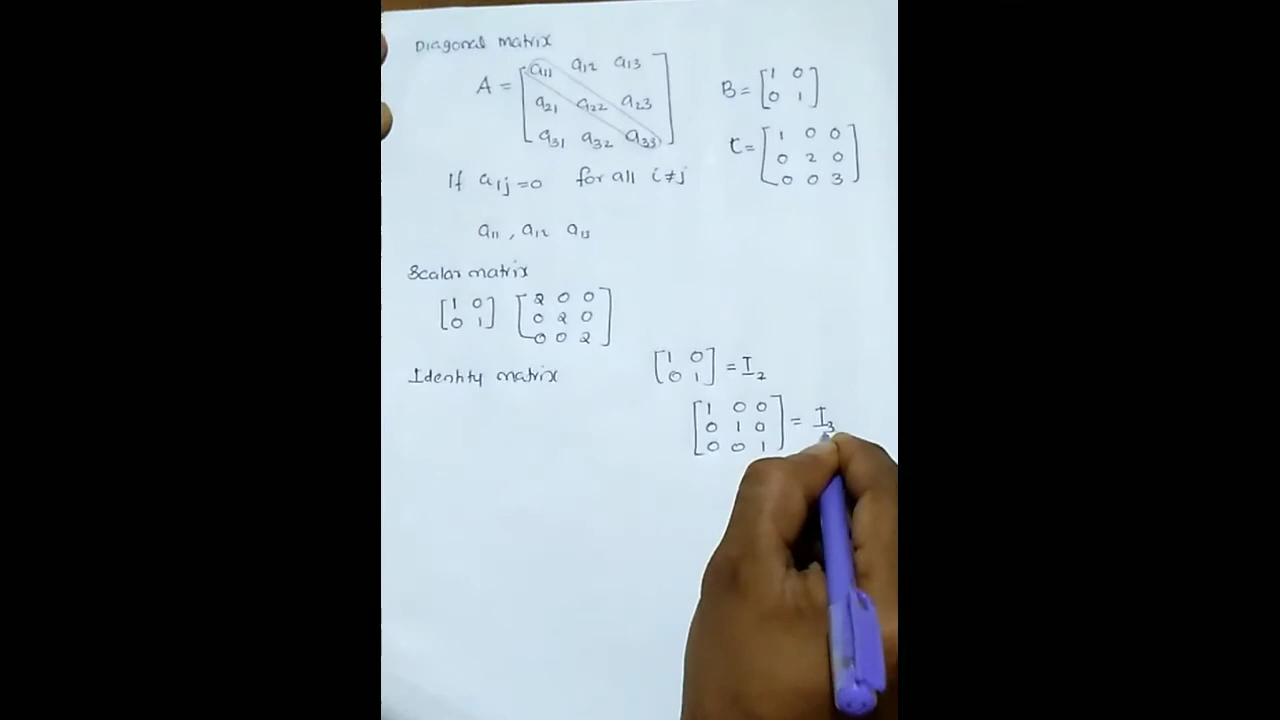 Diagonal matrix
A = [a11 a12 a13
a21 a22 a23
a31 a32 a33]
B = [1 0
0 1]
C = [1 0 0
0 2 0
0 0 3]
If aij = 0 for all i ≠ j
a11, a12 a13
Scalar matrix
[1 0
0 1]
[2 0 0
0 2 0
0 0 2]
Identity matrix
[1 0
0 1] = I2
[1 0 0
0 1 0
0 0 1] = I3